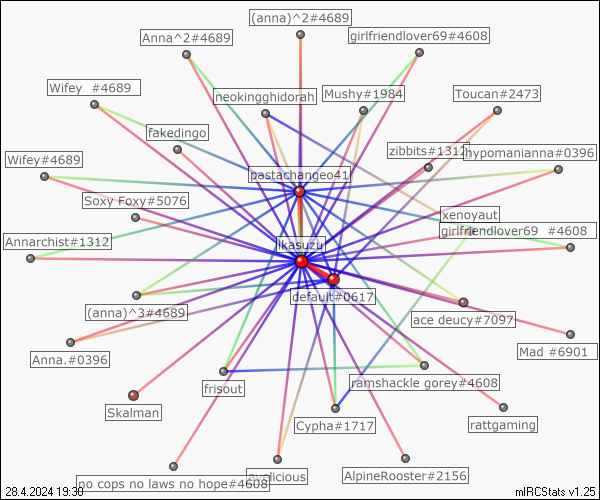 (anna)^2#4689
Anna^2#4689
girlfriendlover69#4608
Wifey  #4689
neokingghidorah
Mushy#1984
Toucan#2473
fakedingo
zibbits#1312
hypomanianna#0396
Wifey#4689
pastachangeo41
Soxy Foxy#5076
xenoyaut
girlfriendlover69  #4608
Annarchist#1312
ikasuzu
default#0617
(anna)^3#4689
ace deucy#7097
Anna.#0396
Mad  #6901
frisout
ramshackle gorey#4608
Skalman
Cypha#1717
rattgaming
no cops no laws no hope#4608
AlpineRooster#2156
28.4.2024 19:30
mIRCStats v1.25